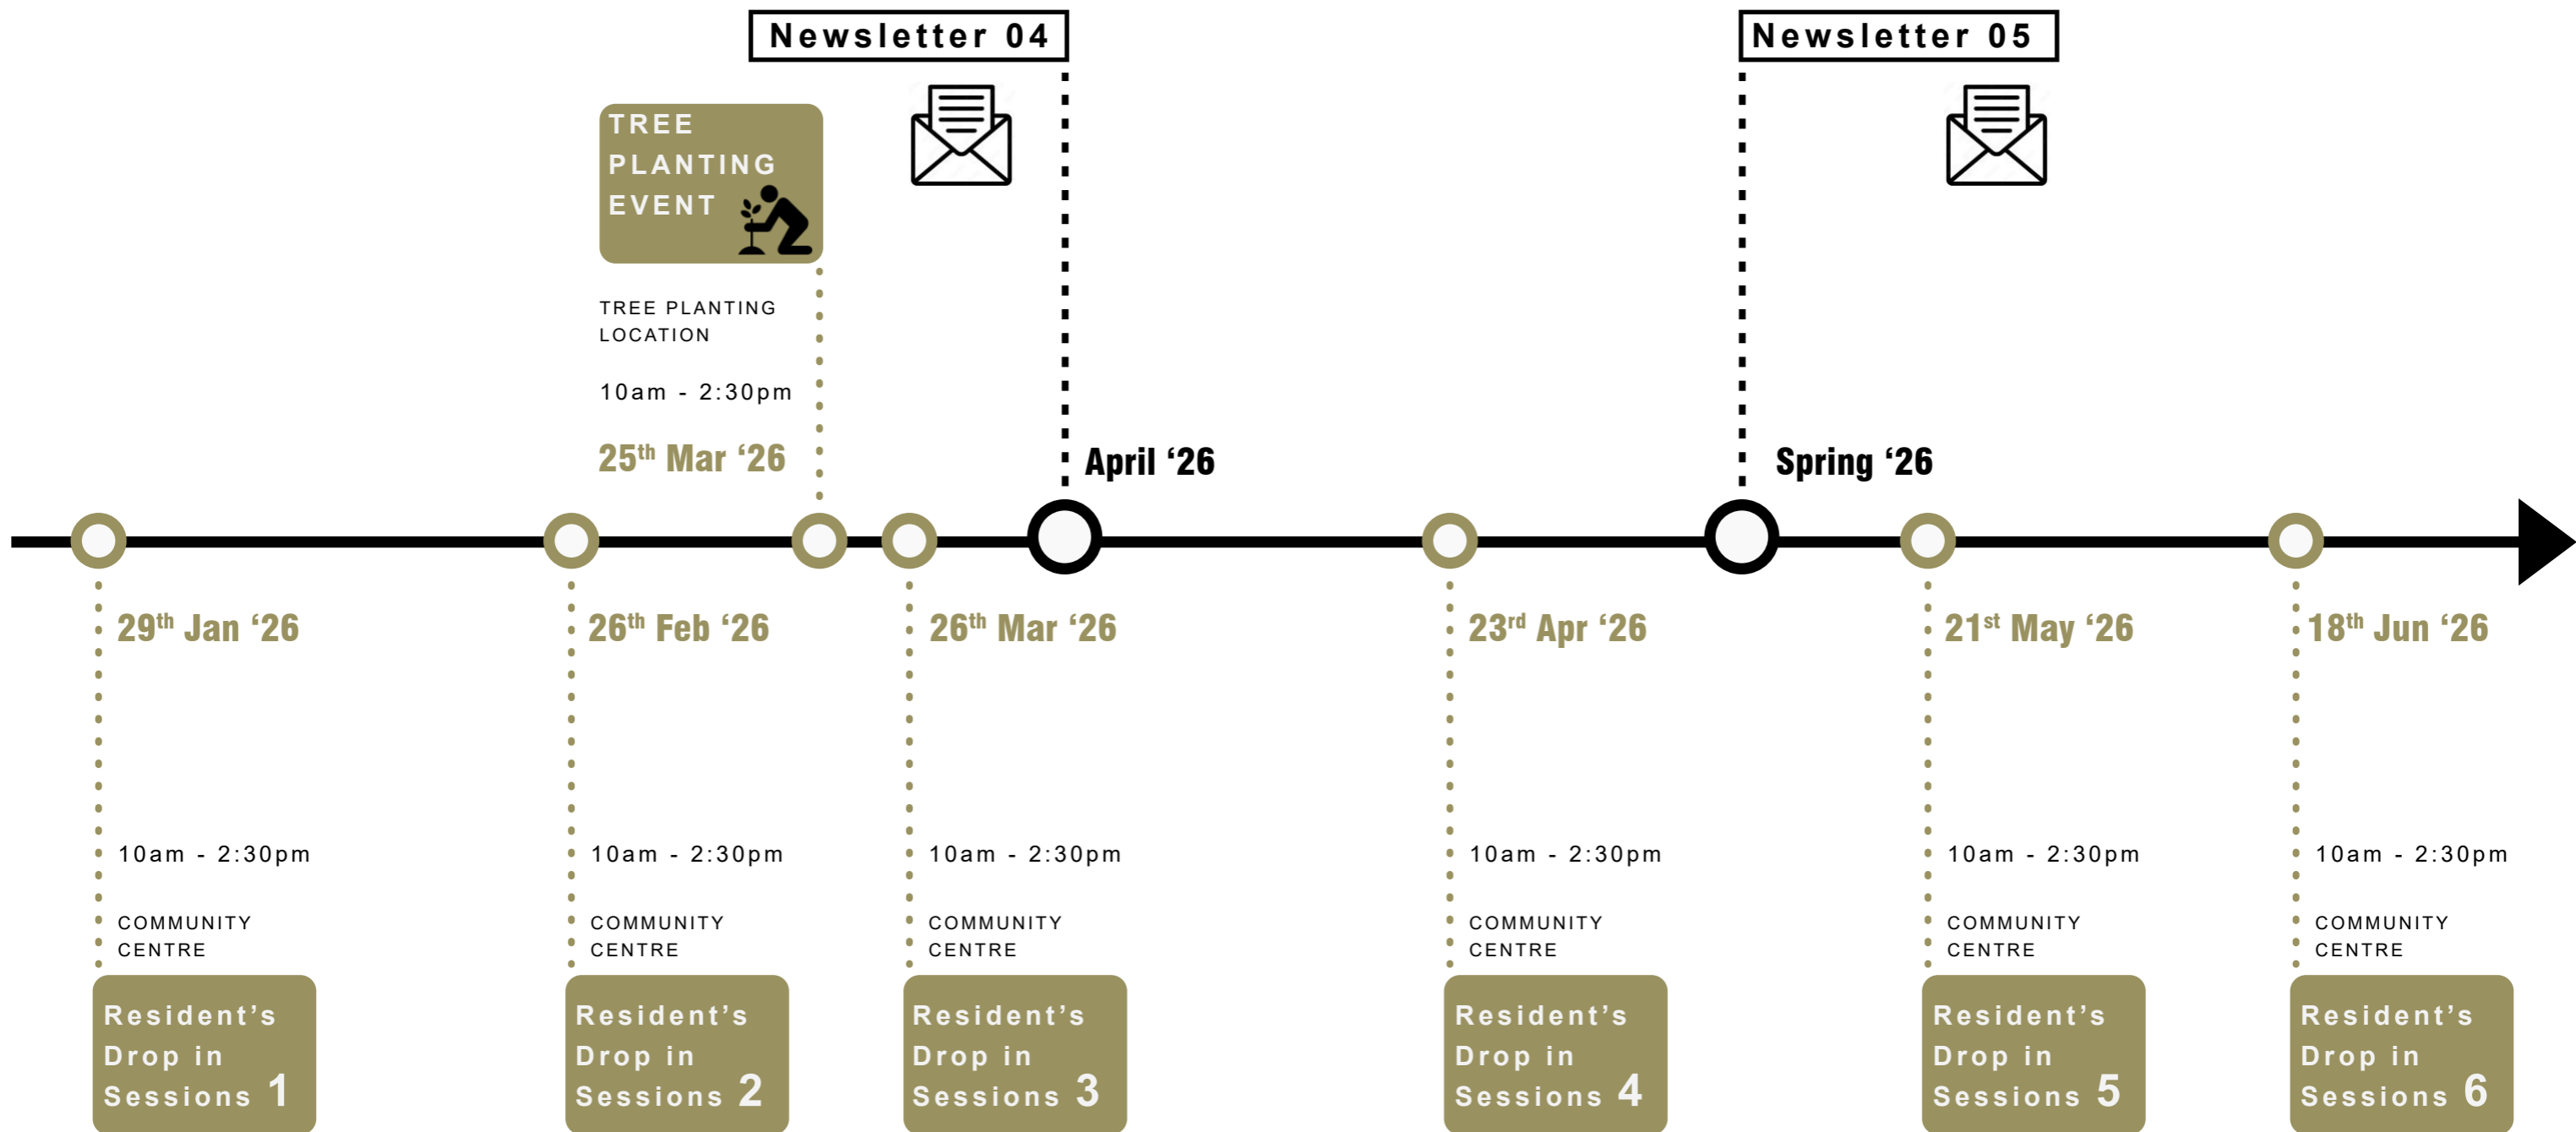 Newsletter 04
Newsletter 05
TREE
PLANTING
EVENT
TREE PLANTING
LOCATION
10am - 2:30pm
25th Mar ‘26
April ‘26
Spring ‘26
29th Jan ‘26
26th Feb ‘26
26th Mar ‘26
23rd Apr ‘26
21st May ‘26
18th Jun ‘26
10am - 2:30pm
10am - 2:30pm
10am - 2:30pm
10am - 2:30pm
10am - 2:30pm
10am - 2:30pm
COMMUNITY
CENTRE
COMMUNITY
CENTRE
COMMUNITY
CENTRE
COMMUNITY
CENTRE
COMMUNITY
CENTRE
COMMUNITY
CENTRE
Resident’s
Drop in
Sessions 1
Resident’s
Drop in
Sessions 2
Resident’s
Drop in
Sessions 3
Resident’s
Drop in
Sessions 4
Resident’s
Drop in
Sessions 5
Resident’s
Drop in
Sessions 6